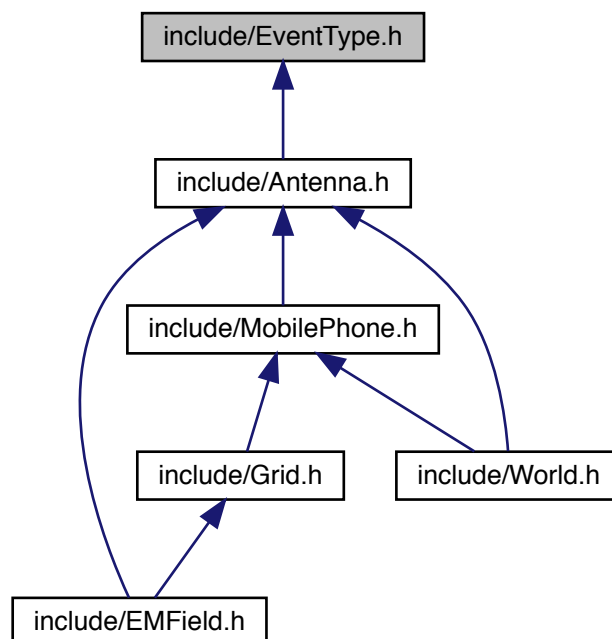 include/EventType.h
include/Antenna.h
include/MobilePhone.h
include/Grid.h
include/World.h
include/EMField.h